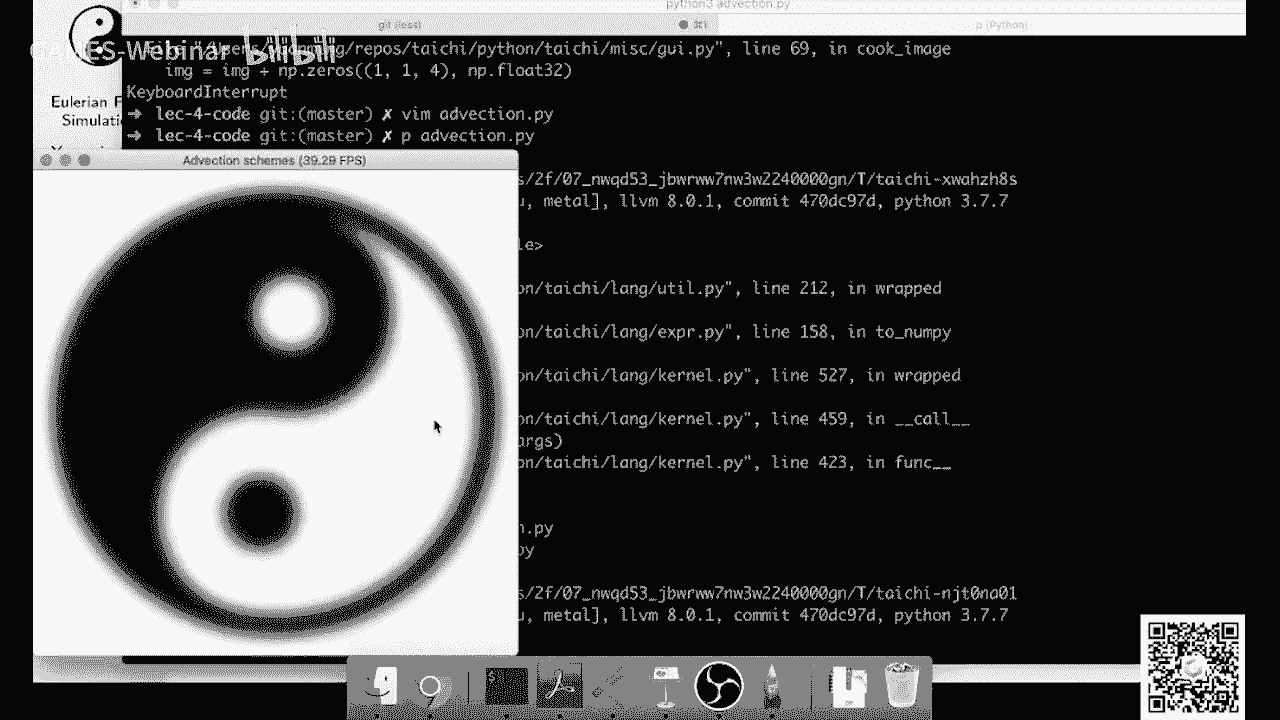 python3 advection.py
git (less)
⌘1
p (Python)
GAMES-Webinar bilibili
/repos/taichi/python/taichi/misc/gui.py", line 69, in cook_image
img = img + np.zeros((1, 1, 4), np.float32)
KeyboardInterrupt
➜ lec-4-code git:(master) ✗ vim advection.py
➜ lec-4-code git:(master) ✗ p advection.py
Eulerian
Simulati
Advection schemes (39.29 FPS)
s/2f/07_nwqd53_jbwrww7nw3w2240000gn/T/taichi-xwahzh8s
u, metal], llvm 8.0.1, commit 470dc97d, python 3.7.7
le>
on/taichi/lang/util.py", line 212, in wrapped
on/taichi/lang/expr.py", line 158, in to_numpy
on/taichi/lang/kernel.py", line 527, in wrapped
on/taichi/lang/kernel.py", line 459, in __call__
args)
on/taichi/lang/kernel.py", line 423, in func__
n.py
py
s/2f/07_nwqd53_jbwrww7nw3w2240000gn/T/taichi-njt0na01
u, metal], llvm 8.0.1, commit 470dc97d, python 3.7.7